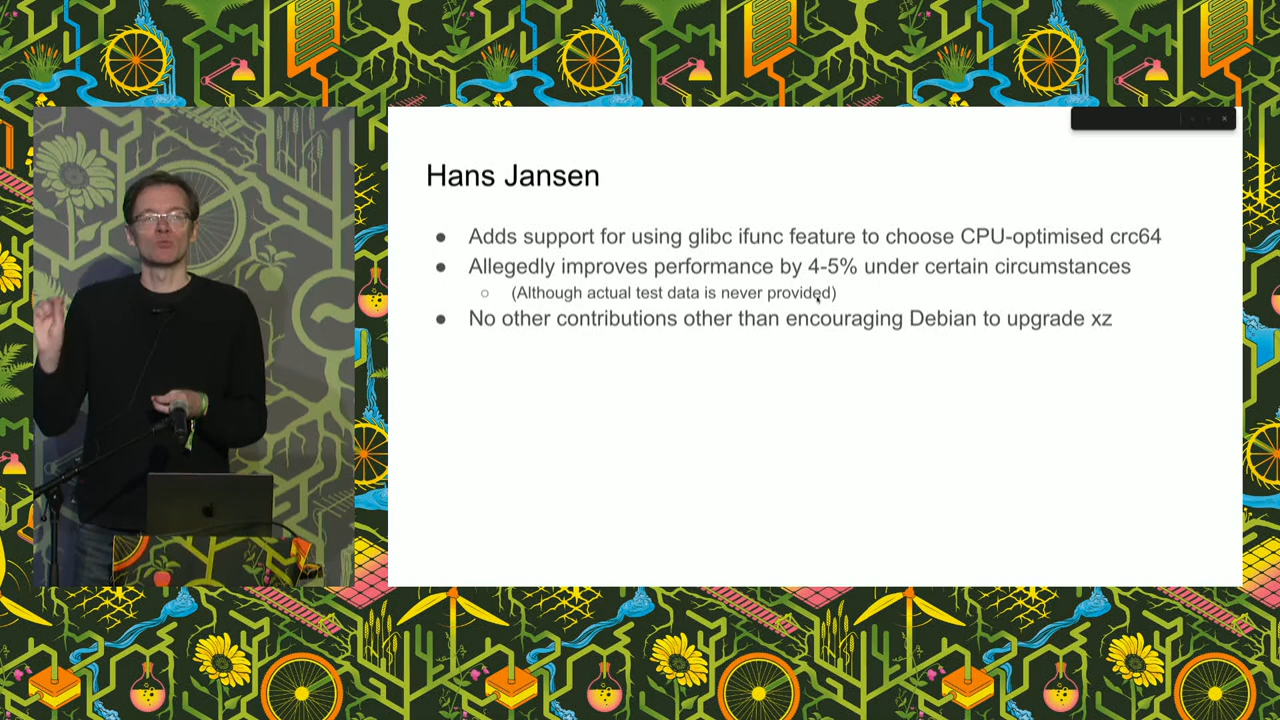 Hans Jansen
● Adds support for using glibc ifunc feature to choose CPU-optimised crc64
● Allegedly improves performance by 4-5% under certain circumstances
○ (Although actual test data is never provided)
● No other contributions other than encouraging Debian to upgrade xz